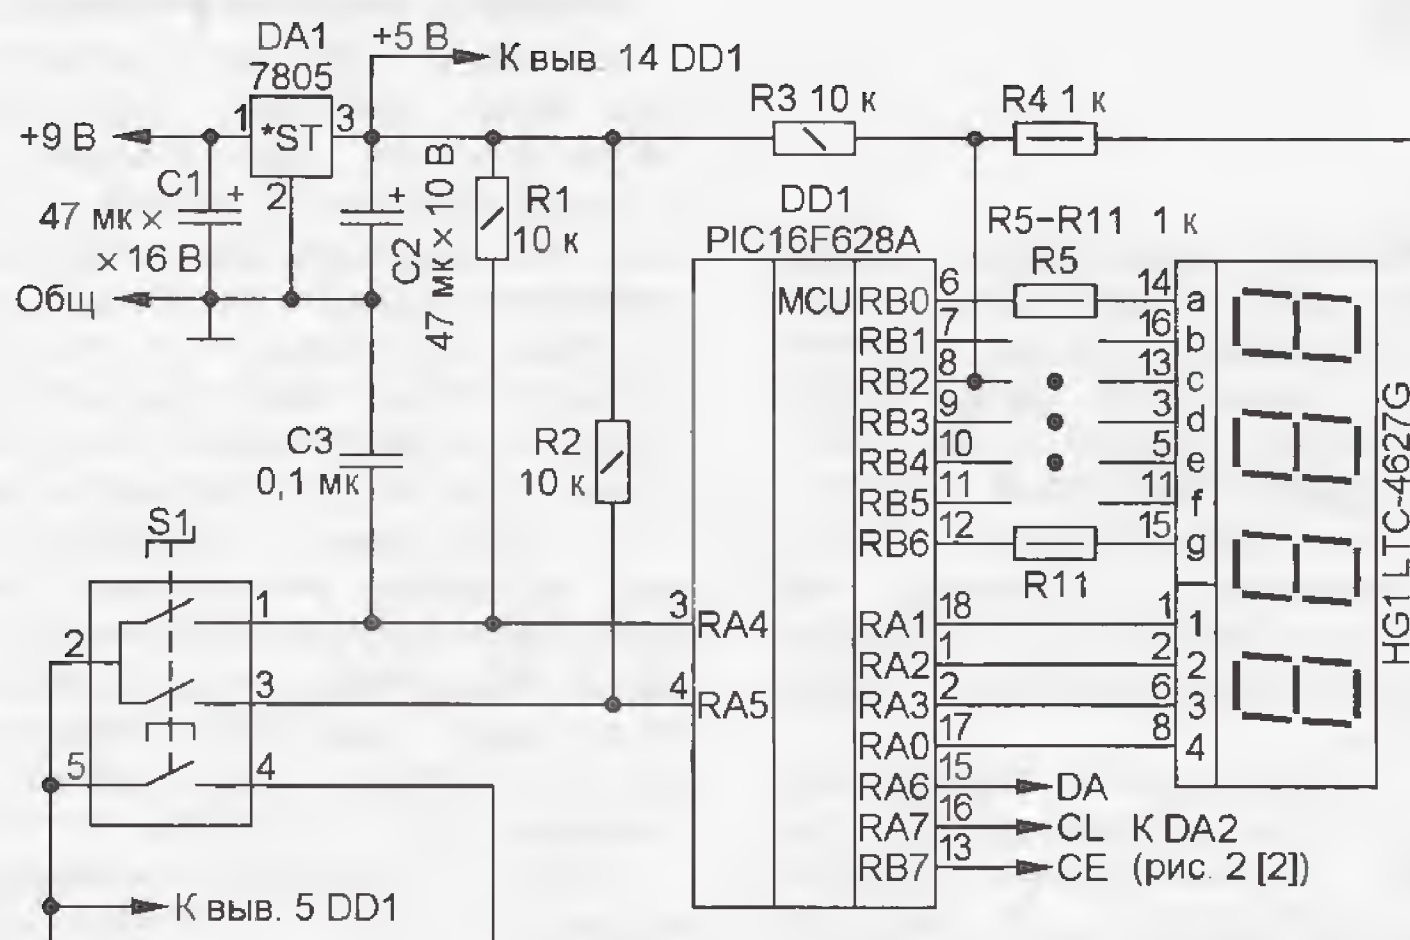 DA1
7805
+5 В
К выв. 14 DD1
+9 В
1
*ST
3
2
C1
+
47 мк ×
× 16 В
Общ
+
C2
47 мк × 10 В
R1
10 к
R3 10 к
R4 1 к
DD1
PIC16F628A
R5–R11 1 к
R5
MCU
RB0 6
14 a
RB1 7
16 b
RB2 8
13 c
RB3 9
3 d
RB4 10
5 e
RB5 11
11 f
RB6 12
15 g
R11
C3
0,1 мк
R2
10 к
S1
1
2
3
5
4
3 RA4
4 RA5
RA1 18
1 1
RA2 1
2 2
RA3 2
6 3
RA0 17
8 4
RA6 15
DA
RA7 16
CL К DA2
RB7 13
CE (рис. 2 [2])
HG1 LTC-4627G
К выв. 5 DD1